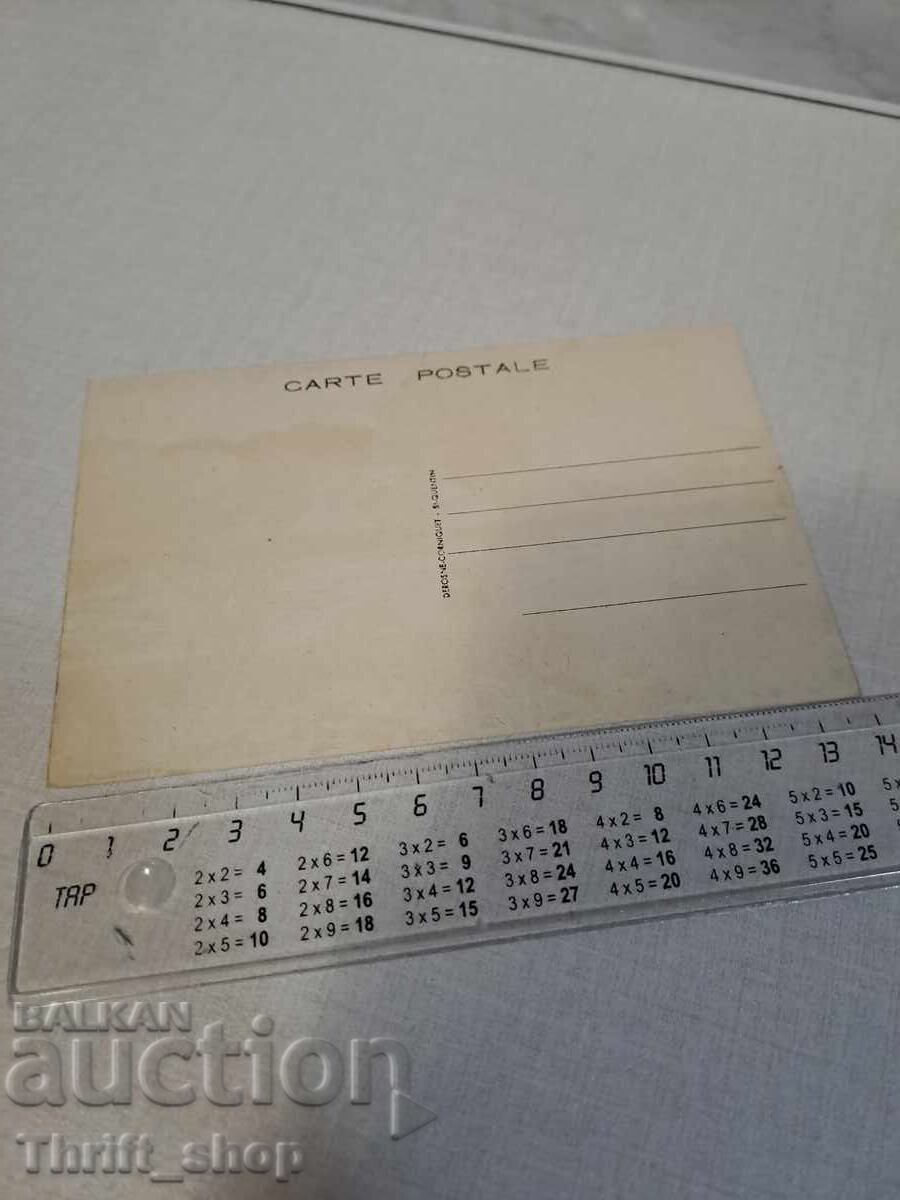 CARTE POSTALE
DEROSNE-CORNIQUET - St-QUENTIN
0 1 2 3 4 5 6 7 8 9 10 11 12 13 14
TAP
2 x 2 = 4
2 x 3 = 6
2 x 4 = 8
2 x 5 = 10
2 x 6 = 12
2 x 7 = 14
2 x 8 = 16
2 x 9 = 18
3 x 2 = 6
3 x 3 = 9
3 x 4 = 12
3 x 5 = 15
3 x 6 = 18
3 x 7 = 21
3 x 8 = 24
3 x 9 = 27
4 x 2 = 8
4 x 3 = 12
4 x 4 = 16
4 x 5 = 20
4 x 6 = 24
4 x 7 = 28
4 x 8 = 32
4 x 9 = 36
5 x 2 = 10
5 x 3 = 15
5 x 4 = 20
5 x 5 = 25
BALKAN
auction
Thrift_shop